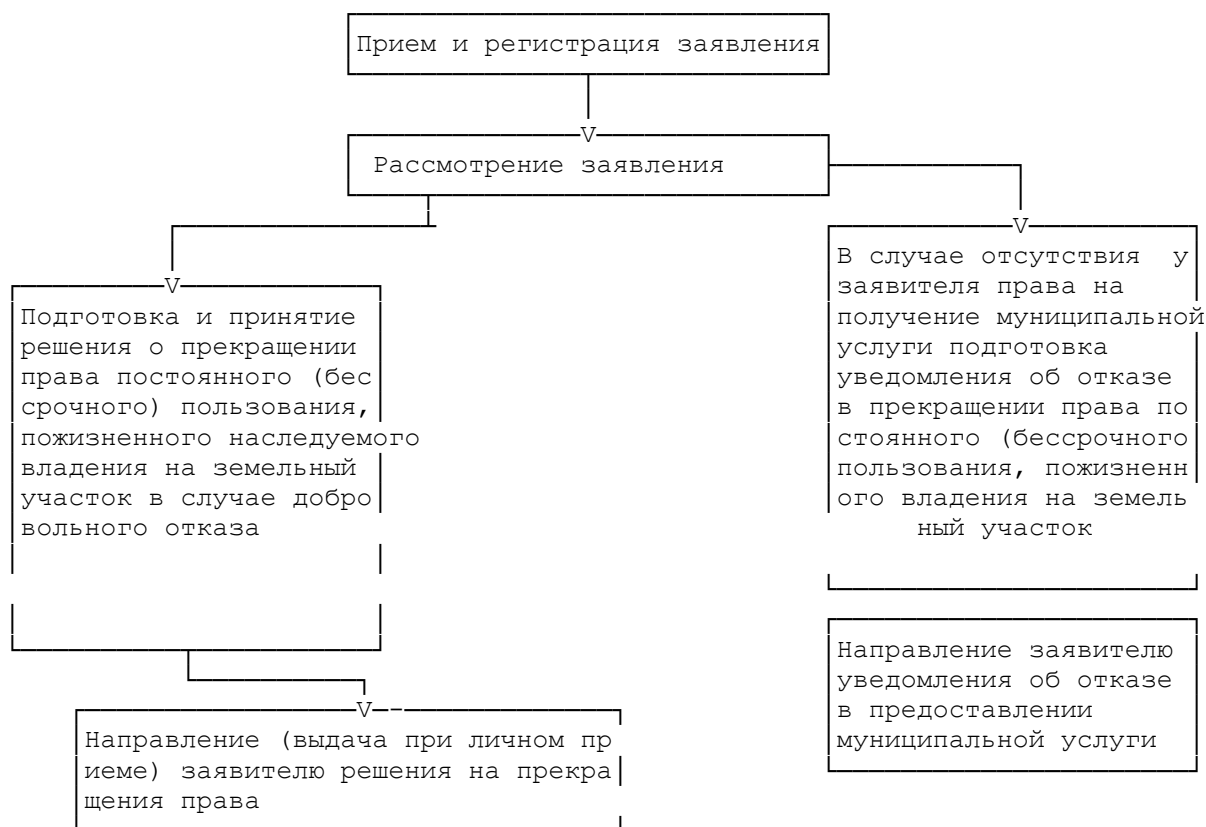 Прием и регистрация заявления
V
Рассмотрение заявления
V
Подготовка и принятие
решения о прекращении
права постоянного (бес
срочного) пользования,
пожизненного наследуемого
владения на земельный
участок в случае добро
вольного отказа
V
В случае отсутствия у
заявителя права на
получение муниципальной
услуги подготовка
уведомления об отказе
в прекращении права по
стоянного (бессрочного
пользования, пожизненн
ого владения на земель
ный участок
Направление заявителю
уведомления об отказе
в предоставлении
муниципальной услуги
V
Направление (выдача при личном пр
иеме) заявителю решения на прекра
щения права